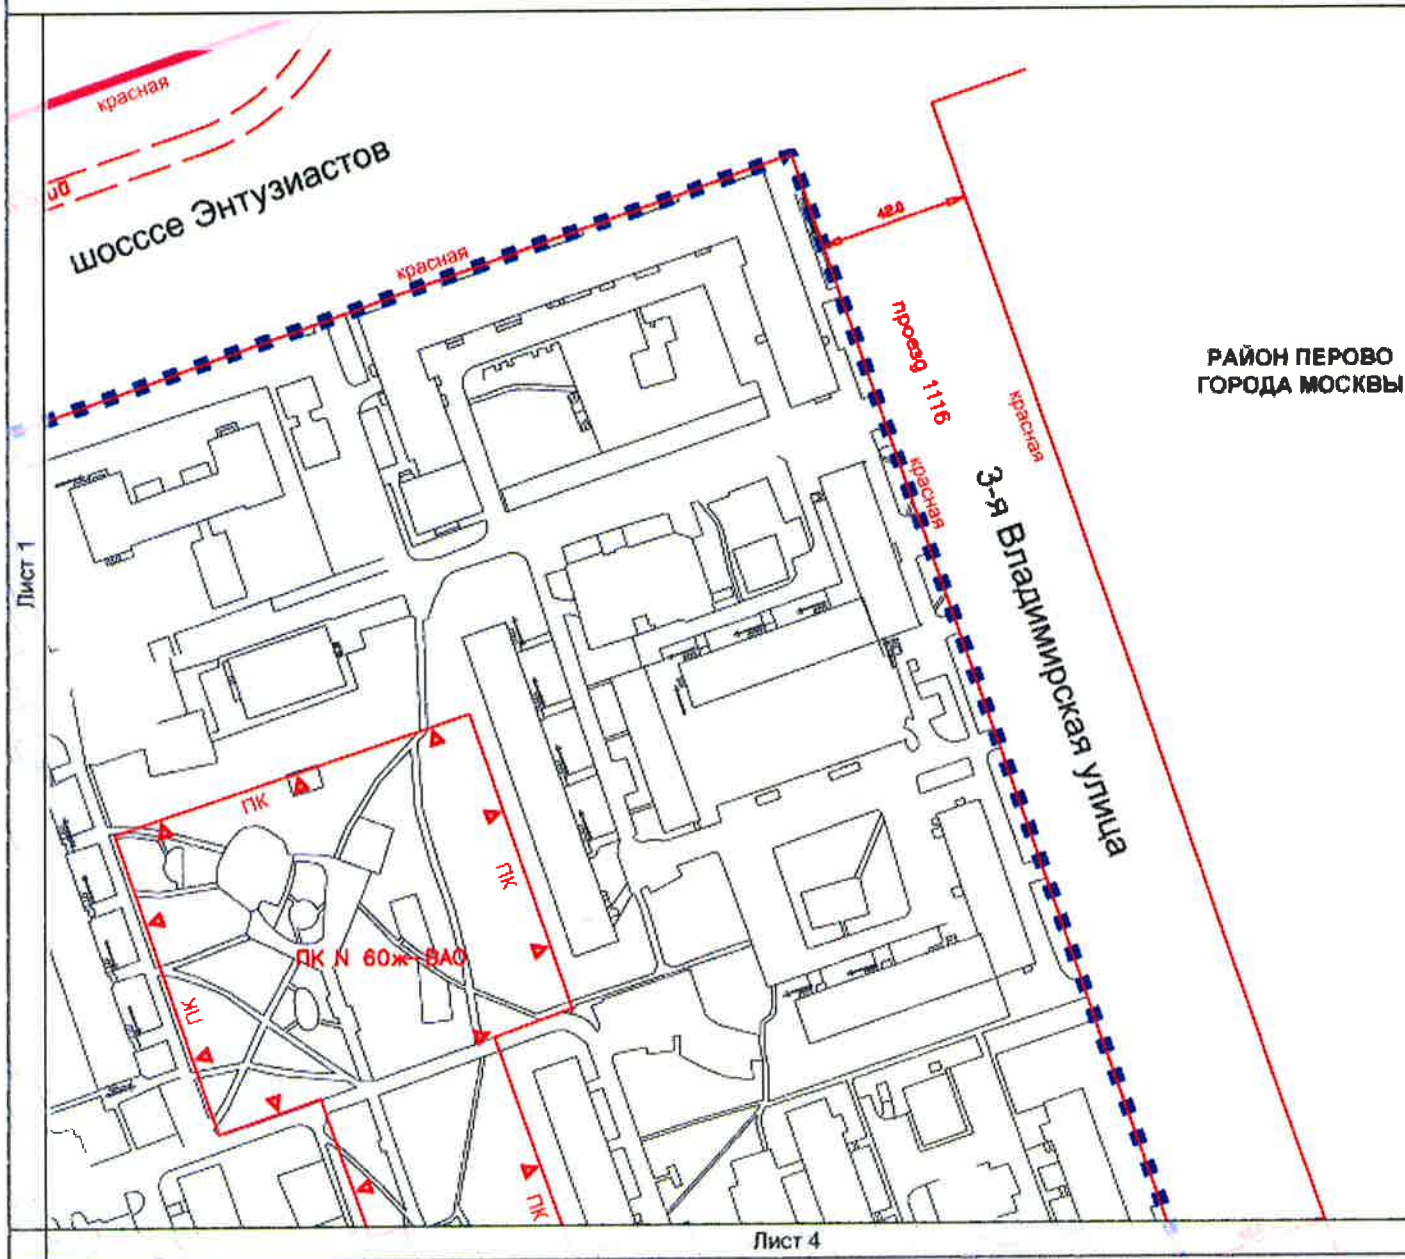 красная
шосссе Энтузиастов
красная
42.0
проезд 1116
РАЙОН ПЕРОВО
ГОРОДА МОСКВЫ
красная
красная
3-я Владимирская улица
Лист 1
ПК
ПК
ПК N 60ж-ВАО
ПК
ПК
Лист 4